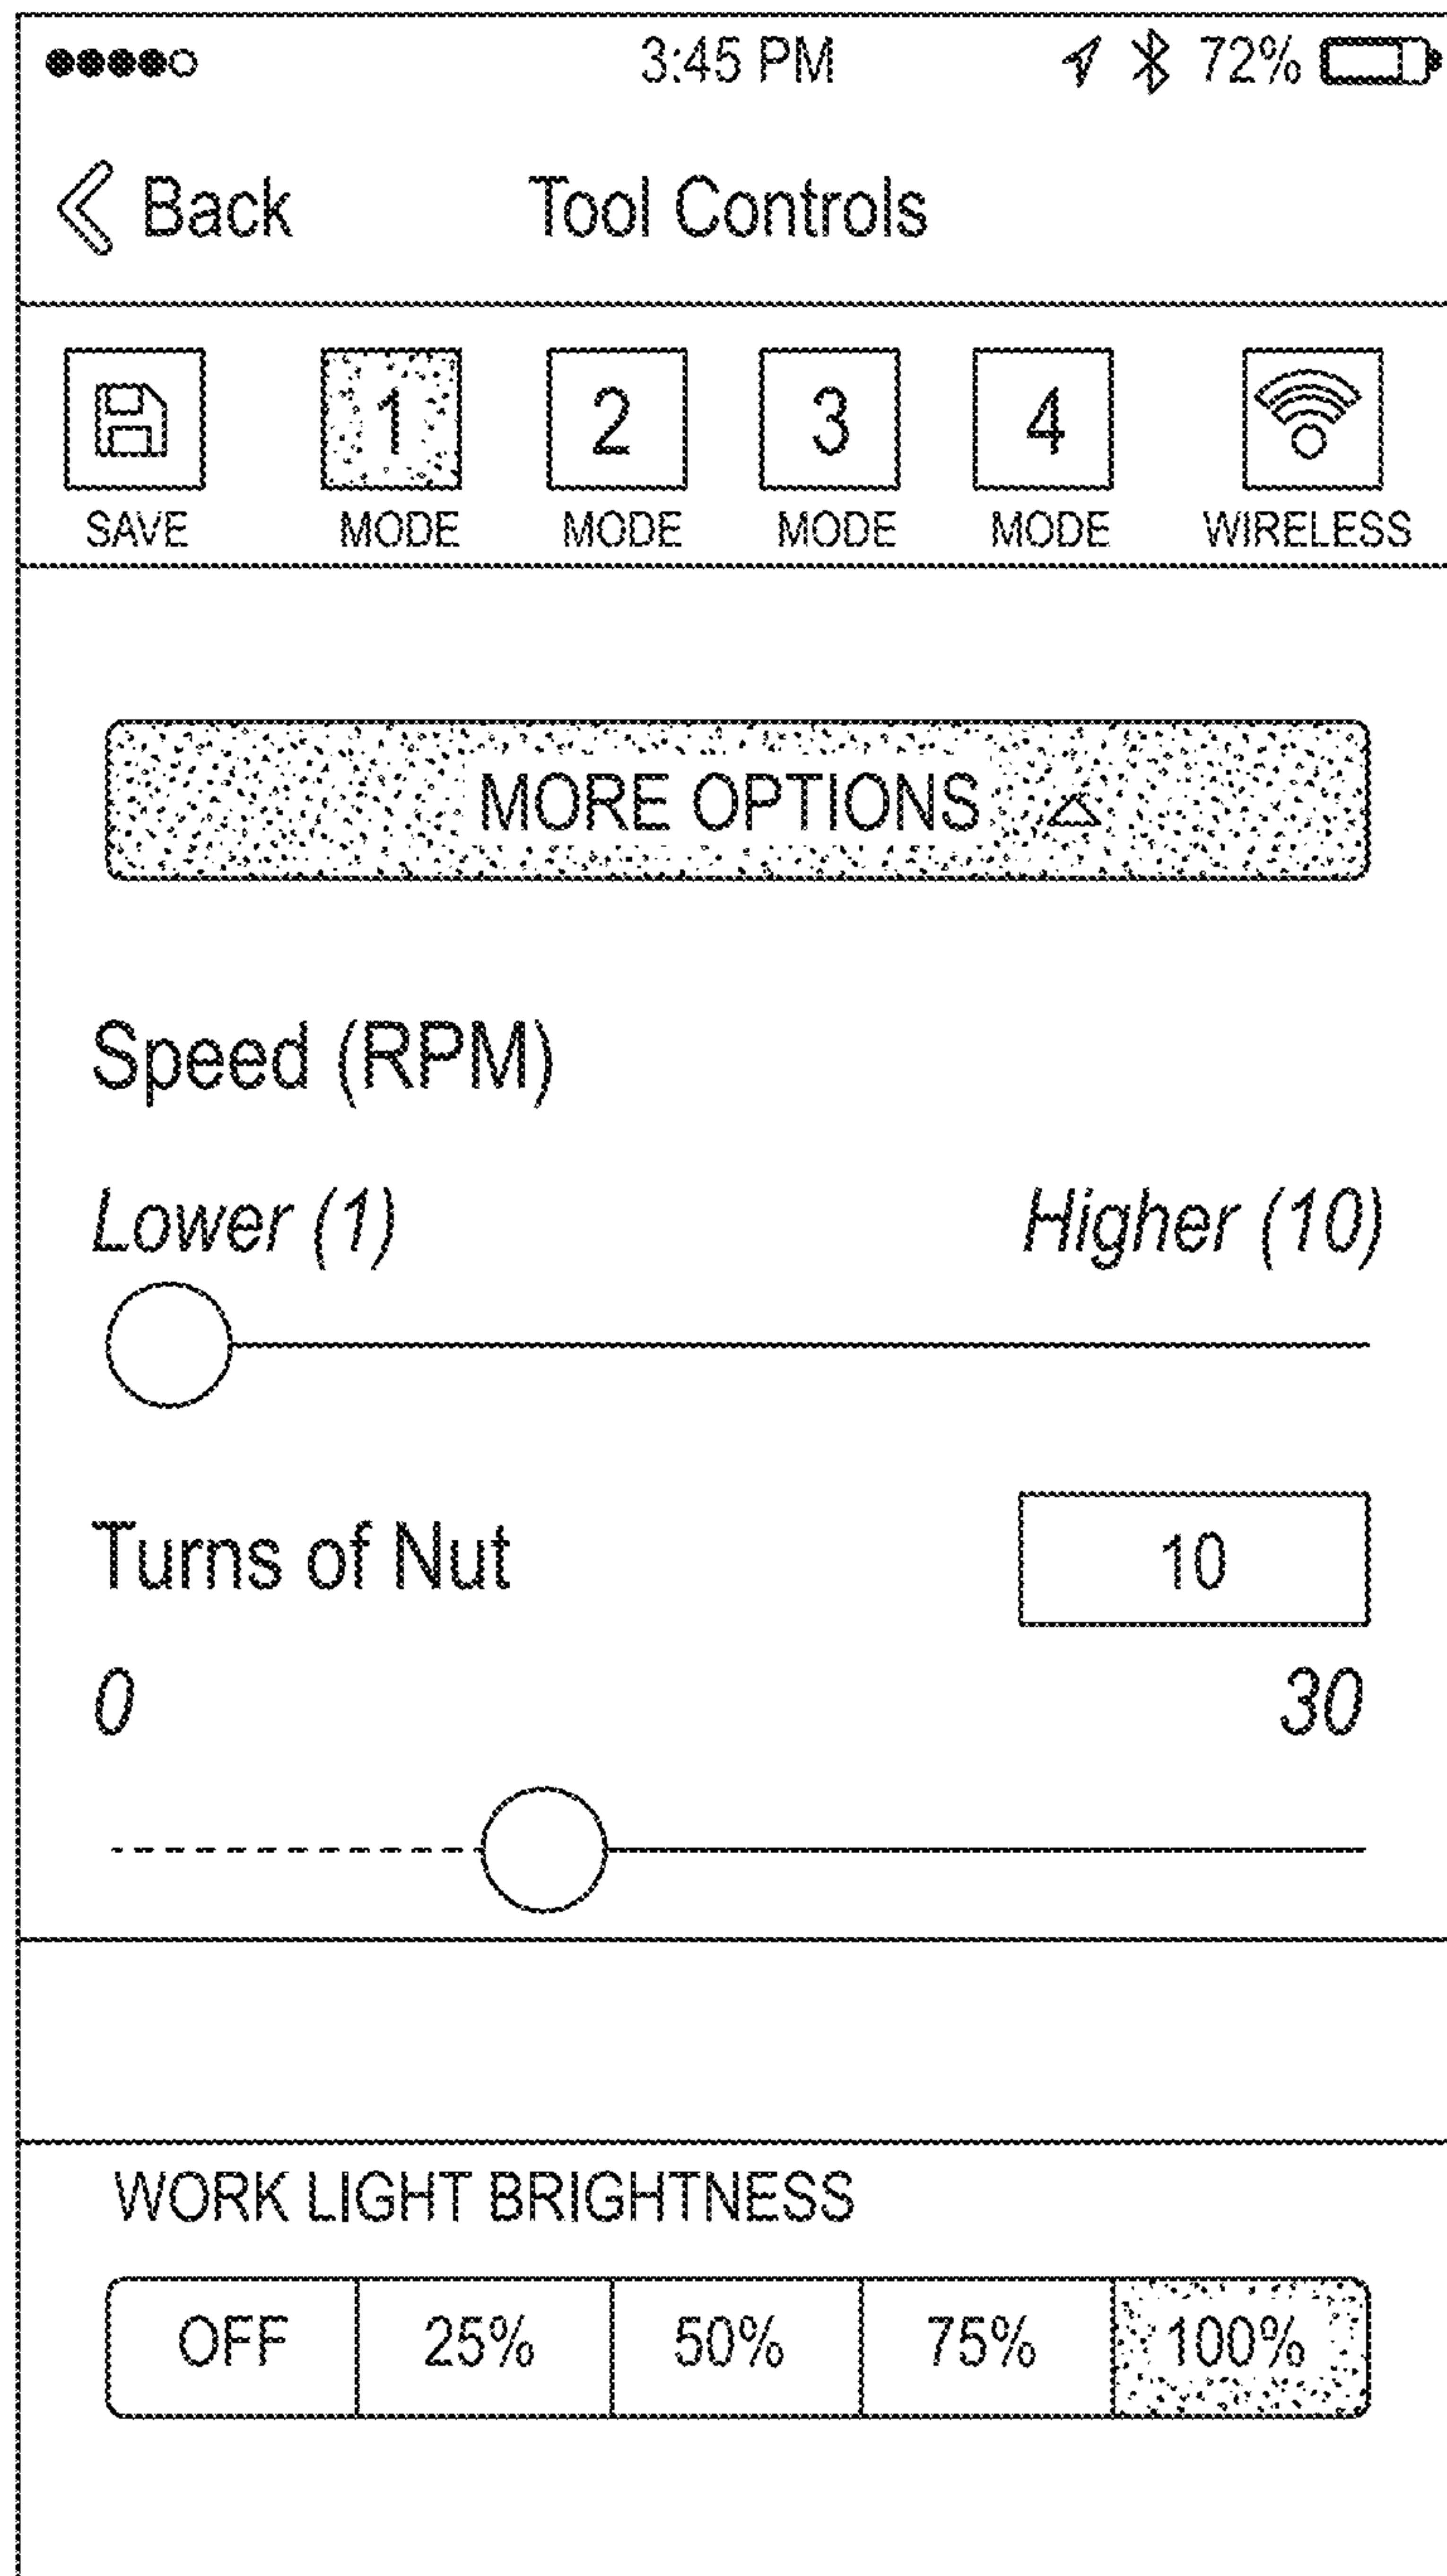 3:45 PM 72%
Back Tool Controls
1 2 3 4
SAVE MODE MODE MODE MODE WIRELESS
MORE OPTIONS
Speed (RPM)
Lower (1) Higher (10)
Turns of Nut 10
0 30
WORK LIGHT BRIGHTNESS
OFF 25% 50% 75% 100%